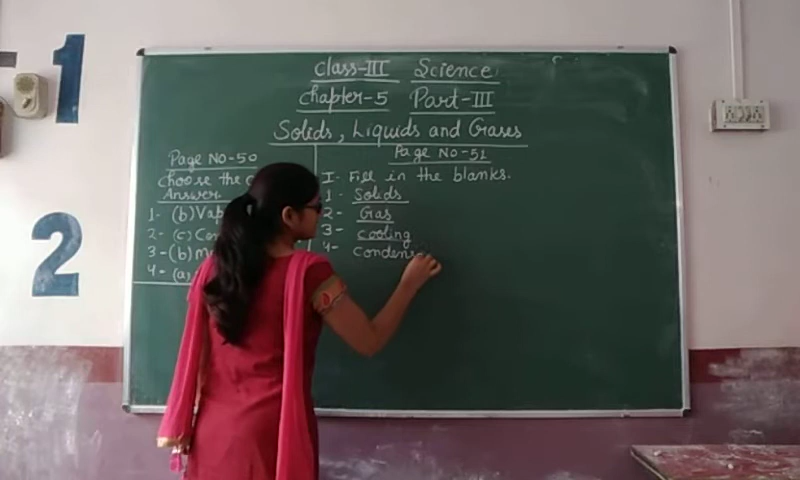 1
2
Class-III Science
Chapter-5 Part-III
Solids, Liquids and Gases
Page NO-50
Choose the
Answer
1- (b)
2- (c)
3-(b)
4-(a)
Page NO-51
I- Fill in the blanks.
1- Solids
2- Gas
3- cooling
4- Condens